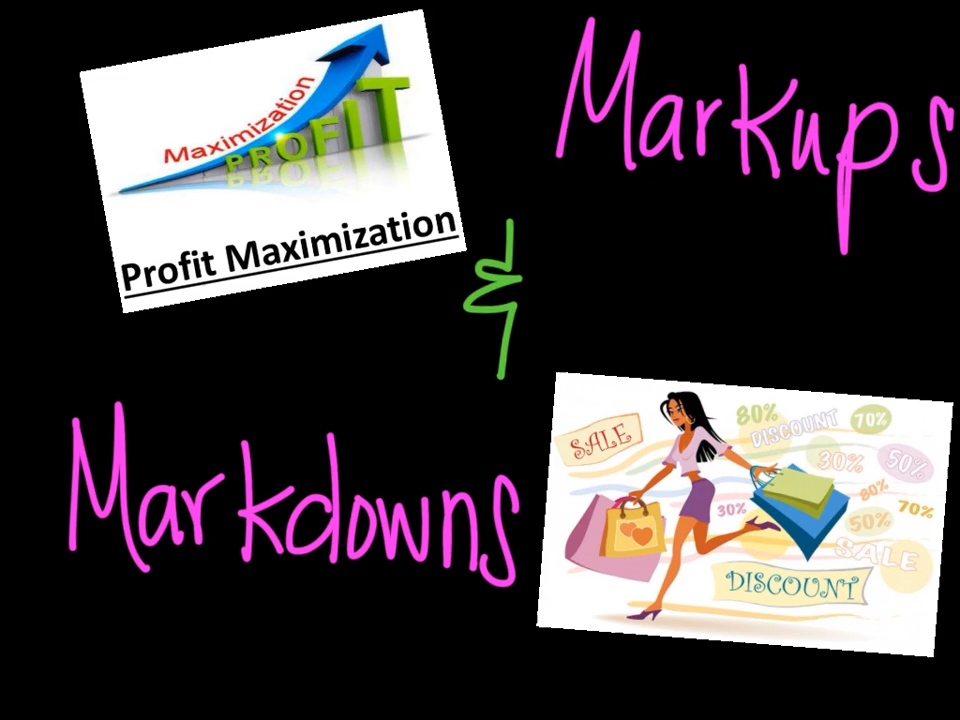 Markups
Maximization
PROFIT
Profit Maximization
&
Markdowns
SALE
80%
DISCOUNT
70%
30%
50%
80%
30%
70%
50%
SALE
DISCOUNT